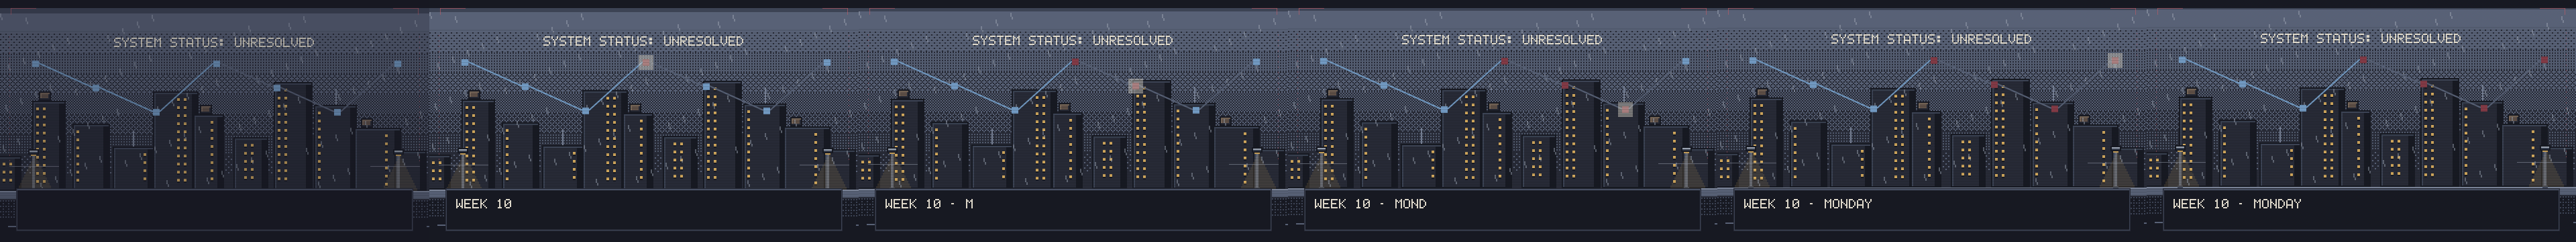 SYSTEM STATUS: UNRESOLVED
SYSTEM STATUS: UNRESOLVED
SYSTEM STATUS: UNRESOLVED
SYSTEM STATUS: UNRESOLVED
SYSTEM STATUS: UNRESOLVED
SYSTEM STATUS: UNRESOLVED
WEEK 10
WEEK 10 - M
WEEK 10 - MOND
WEEK 10 - MONDAY
WEEK 10 - MONDAY